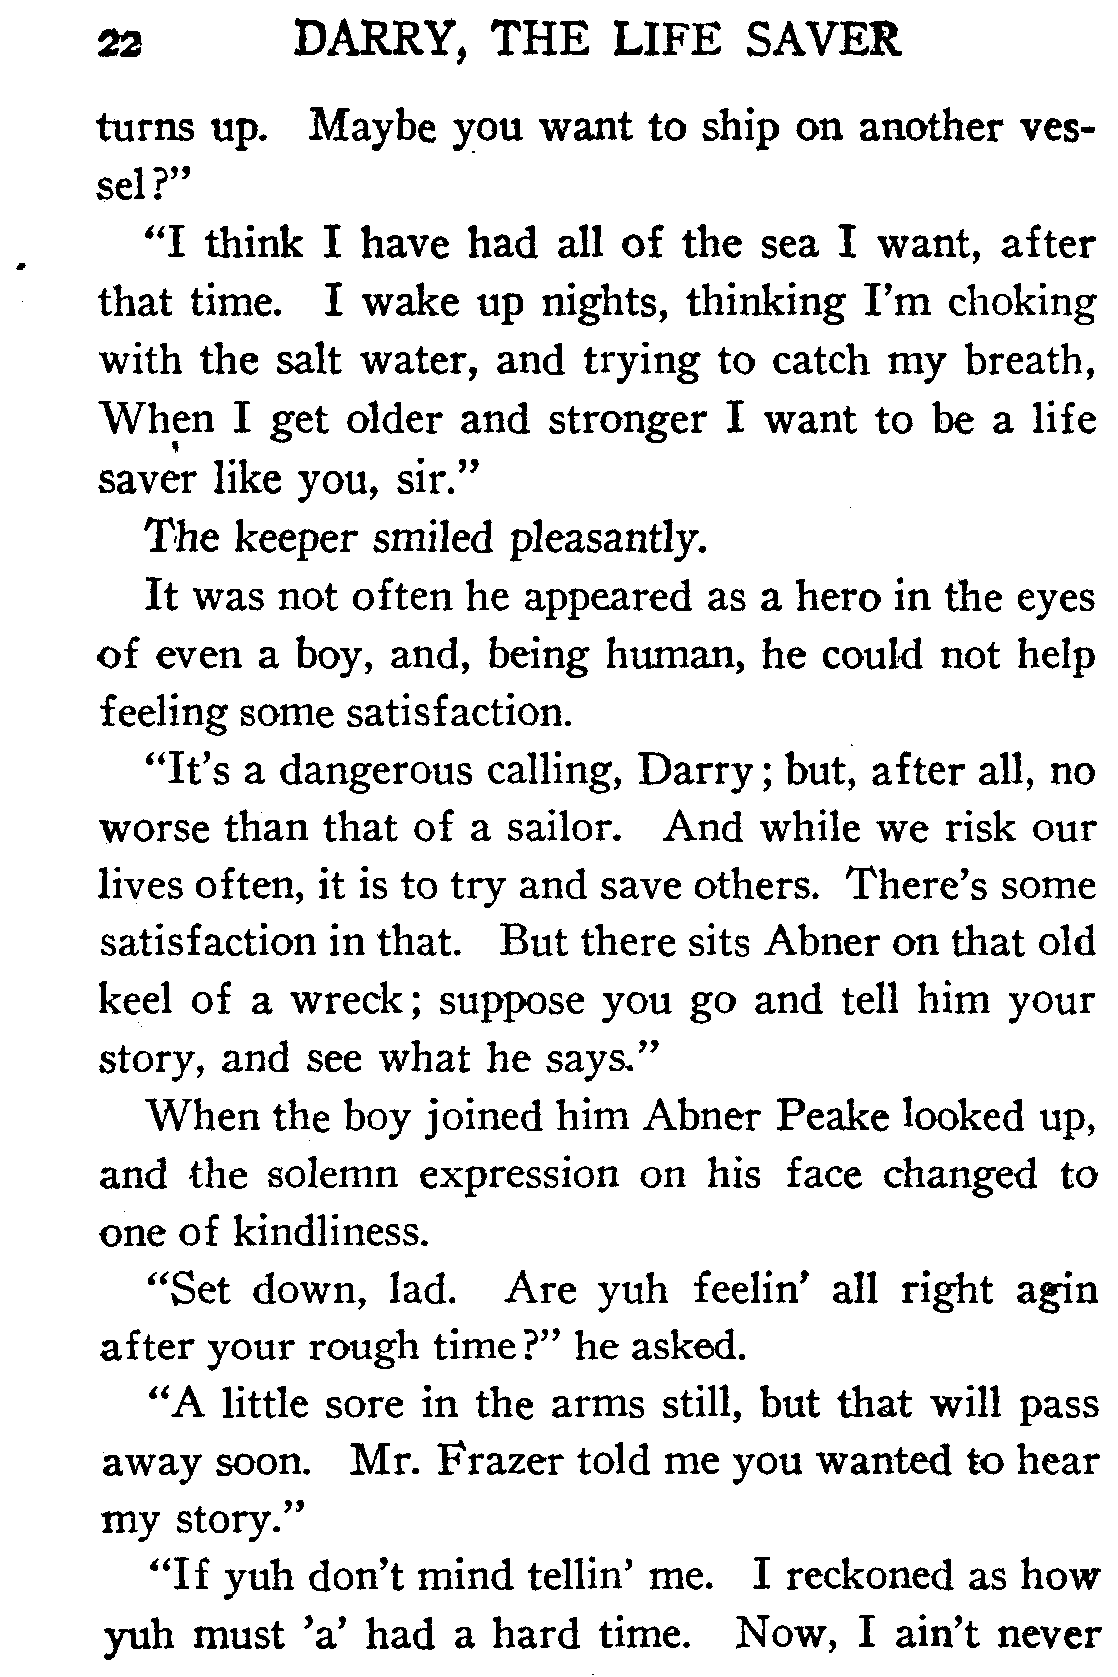 22 DARRY, THE LIFE SAVER
turns up. Maybe you want to ship on another ves-
sel?”
“I think I have had all of the sea I want, after
that time. I wake up nights, thinking I’m choking
with the salt water, and trying to catch my breath,
When I get older and stronger I want to be a life
saver like you, sir.”
The keeper smiled pleasantly.
It was not often he appeared as a hero in the eyes
of even a boy, and, being human, he could not help
feeling some satisfaction.
“It’s a dangerous calling, Darry; but, after all, no
worse than that of a sailor. And while we risk our
lives often, it is to try and save others. There’s some
satisfaction in that. But there sits Abner on that old
keel of a wreck; suppose you go and tell him your
story, and see what he says.”
When the boy joined him Abner Peake looked up,
and the solemn expression on his face changed to
one of kindliness.
“Set down, lad. Are yuh feelin’ all right agin
after your rough time?” he asked.
“A little sore in the arms still, but that will pass
away soon. Mr. Frazer told me you wanted to hear
my story.”
“If yuh don’t mind tellin’ me. I reckoned as how
yuh must ’a’ had a hard time. Now, I ain’t never